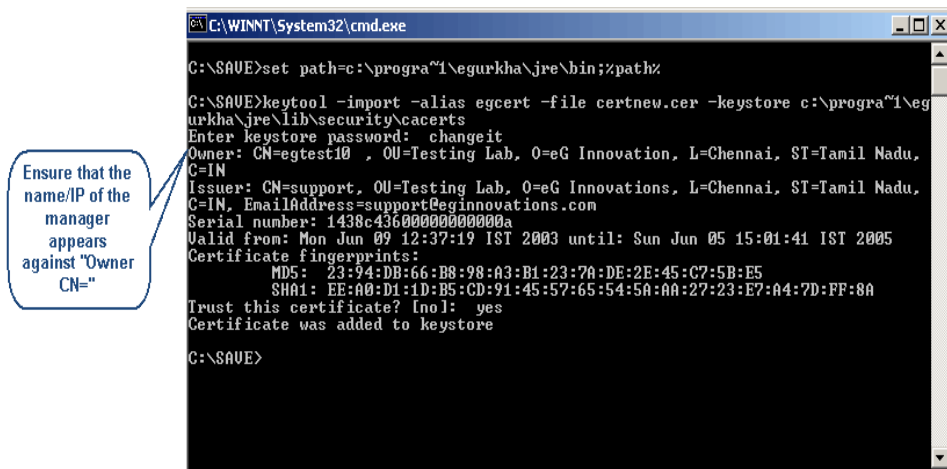 C:\WINNT\System32\cmd.exe
C:\SAVE>set path=c:\progra~1\egurkha\jre\bin;%path%
C:\SAVE>keytool -import -alias egcert -file certnew.cer -keystore c:\progra~1\eg
urkha\jre\lib\security\cacerts
Enter keystore password:  changeit
Owner: CN=egtest10  , OU=Testing Lab, O=eG Innovation, L=Chennai, ST=Tamil Nadu,
C=IN
Issuer: CN=support, OU=Testing Lab, O=eG Innovations, L=Chennai, ST=Tamil Nadu,
C=IN, EmailAddress=support@eginnovations.com
Serial number: 1438c43600000000000a
Valid from: Mon Jun 09 12:37:19 IST 2003 until: Sun Jun 05 15:01:41 IST 2005
Certificate fingerprints:
MD5:  23:94:DB:66:B8:98:A3:B1:23:7A:DE:2E:45:C7:5B:E5
SHA1: EE:A0:D1:1D:B5:CD:91:45:57:65:54:5A:AA:27:23:E7:A4:7D:FF:8A
Trust this certificate? [no]:  yes
Certificate was added to keystore
C:\SAVE>
Ensure that the
name/IP of the
manager
appears
against "Owner
CN="